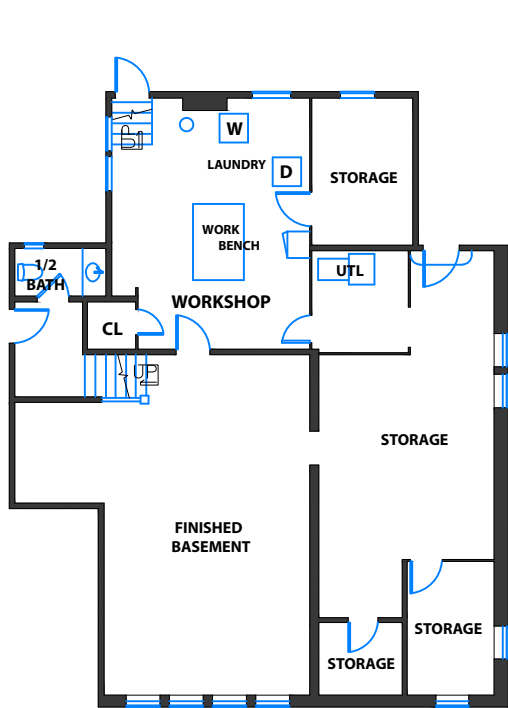 UP
W
LAUNDRY
D
STORAGE
WORK
BENCH
1/2
BATH
UTL
WORKSHOP
CL
UP
STORAGE
FINISHED
BASEMENT
STORAGE
STORAGE